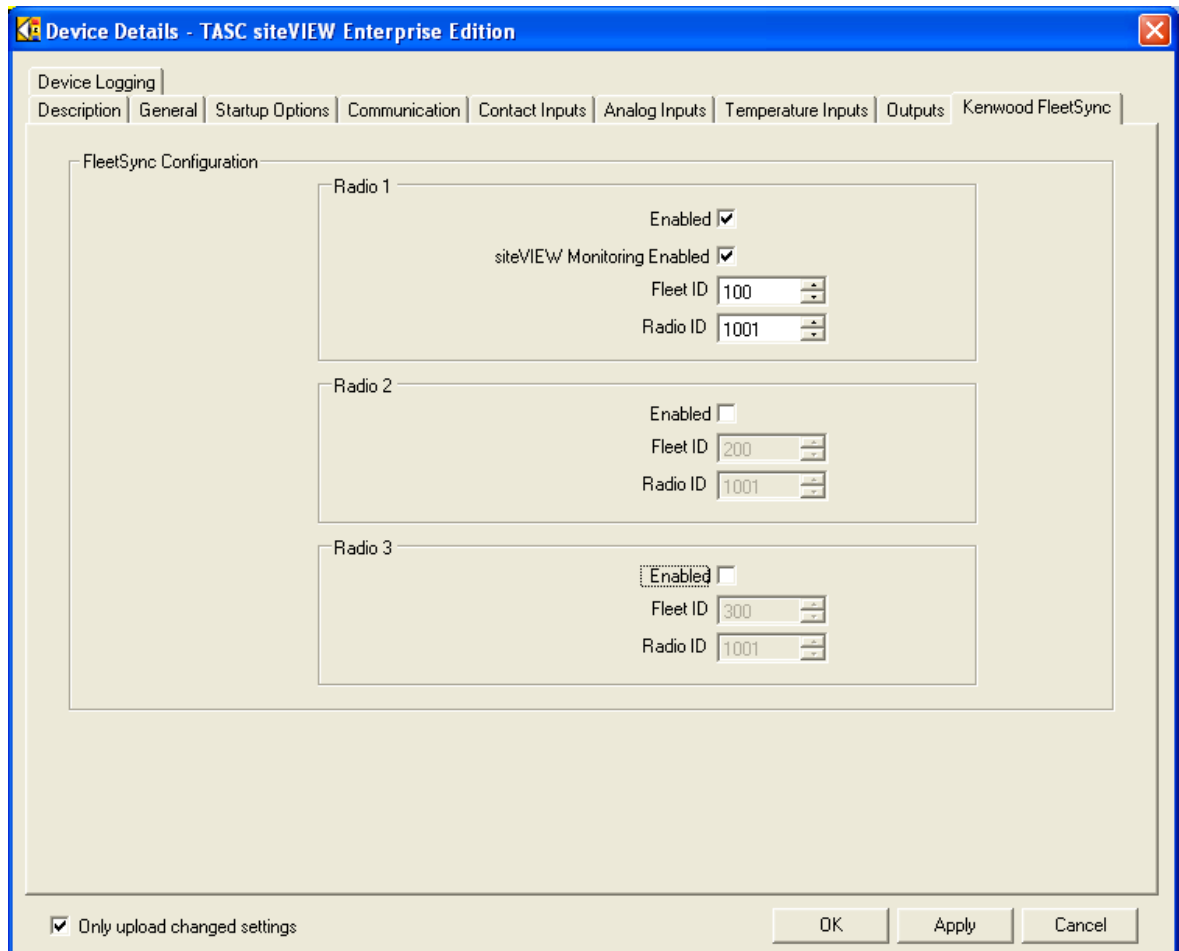 Device Details - TASC siteVIEW Enterprise Edition
Device Logging
Description General Startup Options Communication Contact Inputs Analog Inputs Temperature Inputs Outputs Kenwood FleetSync
FleetSync Configuration
Radio 1
Enabled
siteVIEW Monitoring Enabled
Fleet ID 100
Radio ID 1001
Radio 2
Enabled
Fleet ID 200
Radio ID 1001
Radio 3
Enabled
Fleet ID 300
Radio ID 1001
Only upload changed settings OK Apply Cancel